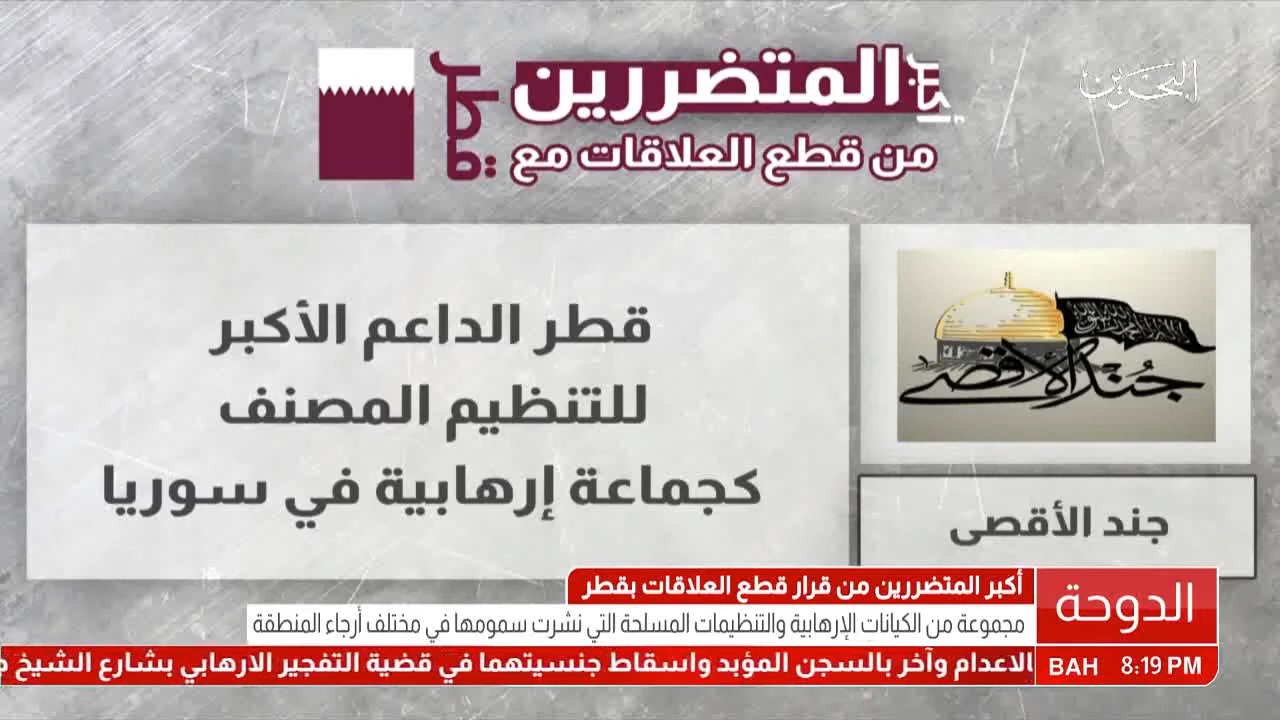 البحرين
أكبر المتضررين
من قطع العلاقات مع
قطر
قطر الداعم الأكبر
للتنظيم المصنف
كجماعة إرهابية في سوريا
جند الأقصى
جند الأقصى
الدوحة
أكبر المتضررين من قرار قطع العلاقات بقطر
مجموعة من الكيانات الإرهابية والتنظيمات المسلحة التي نشرت سمومها في مختلف أرجاء المنطقة
بالاعدام وآخر بالسجن المؤبد واسقاط جنسيتهما في قضية التفجير الارهابي بشارع الشيخ
BAH 8:19 PM